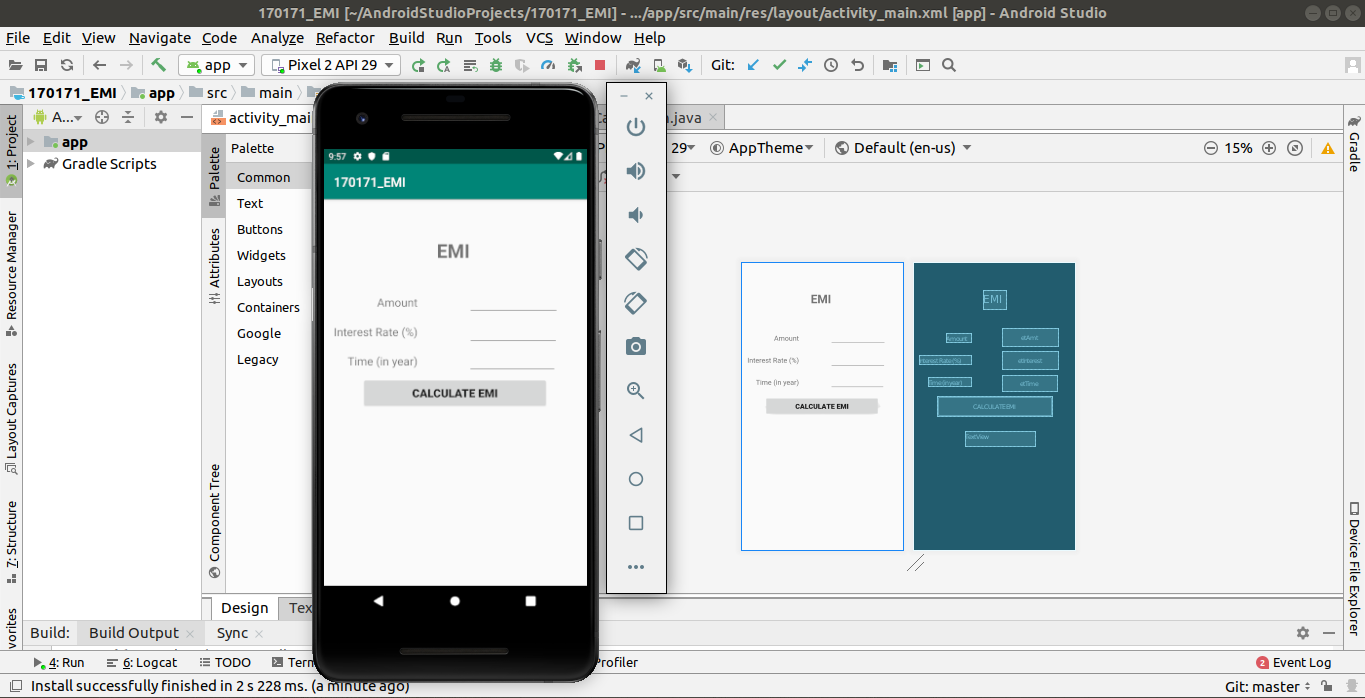 170171_EMI [~/AndroidStudioProjects/170171_EMI] - .../app/src/main/res/layout/activity_main.xml [app] - Android Studio
File Edit View Navigate Code Analyze Refactor Build Run Tools VCS Window Help
app Pixel 2 API 29 Git:
170171_EMI app src main
1: Project
Resource Manager
Layout Captures
7: Structure
vorites
A...
app
Gradle Scripts
activity_mai
.java
Palette
Attributes
Component Tree
Palette
Common
Text
Buttons
Widgets
Layouts
Containers
Google
Legacy
29 AppTheme Default (en-us) 15%
9:57
170171_EMI
EMI
Amount
Interest Rate (%)
Time (in year)
CALCULATE EMI
EMI
Amount
Interest Rate (%)
Time (in year)
CALCULATE EMI
EMI
Amount
Interest Rate (%)
etInterest
Time (in year)
etTime
CALCULATE EMI
TextView
Gradle
Device File Explorer
Design Tex
Build: Build Output Sync
4: Run 6: Logcat TODO Term Profiler 2 Event Log
Install successfully finished in 2 s 228 ms. (a minute ago) Git: master